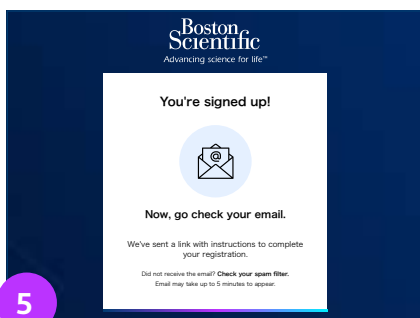 Boston
Scientific
Advancing science for life™
You're signed up!
@
Now, go check your email.
We've sent a link with instructions to complete
your registration.
Did not receive the email? Check your spam filter.
Email may take up to 5 minutes to appear.
5